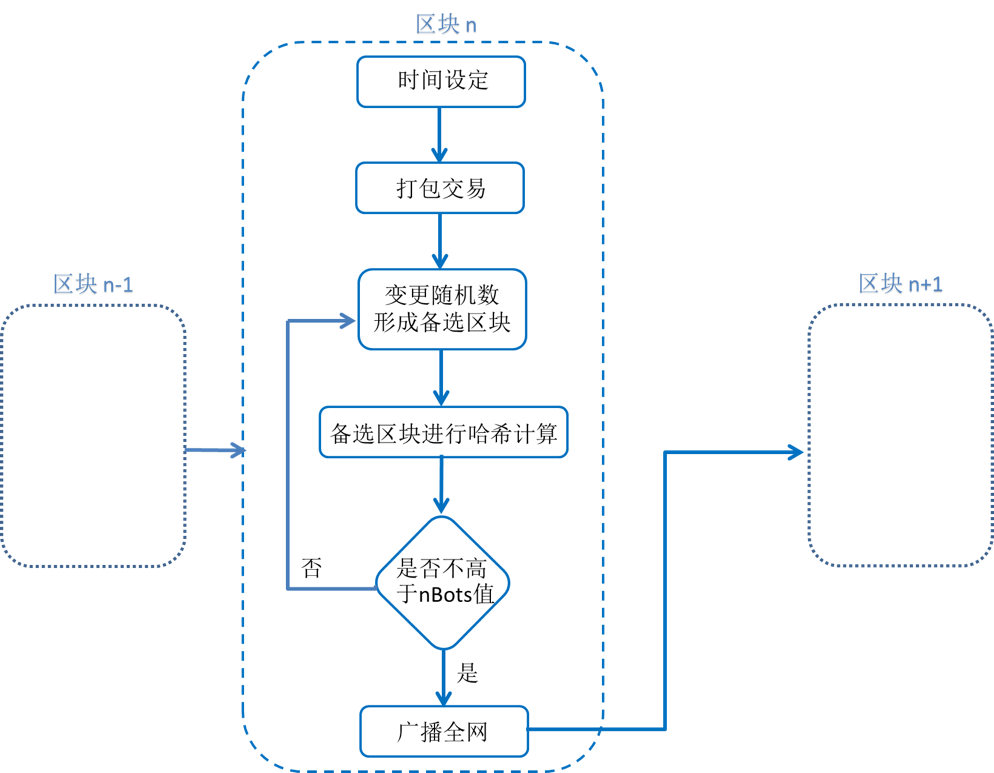 区块 n
时间设定
打包交易
区块 n-1
变更随机数
形成备选区块
区块 n+1
备选区块进行哈希计算
是否不高
于nBots值
否
是
广播全网